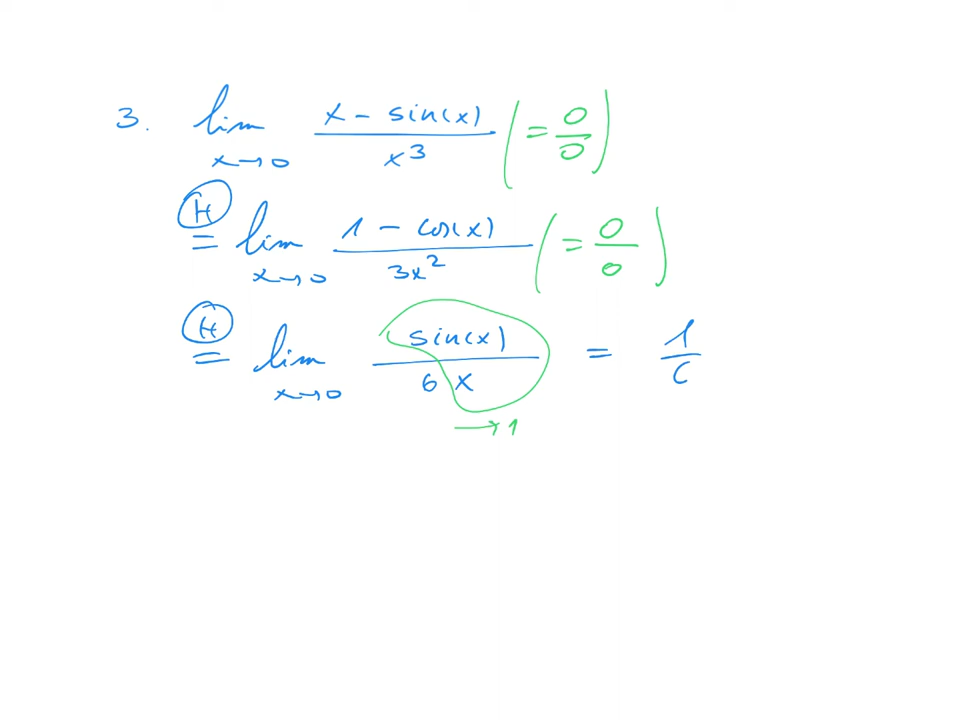 3. lim x→0 (x - sin(x))/x³ (= 0/0)
Ⓗ = lim x→0 (1 - cos(x))/3x² (= 0/0)
Ⓗ = lim x→0 sin(x)/6x = 1/6
→ 1